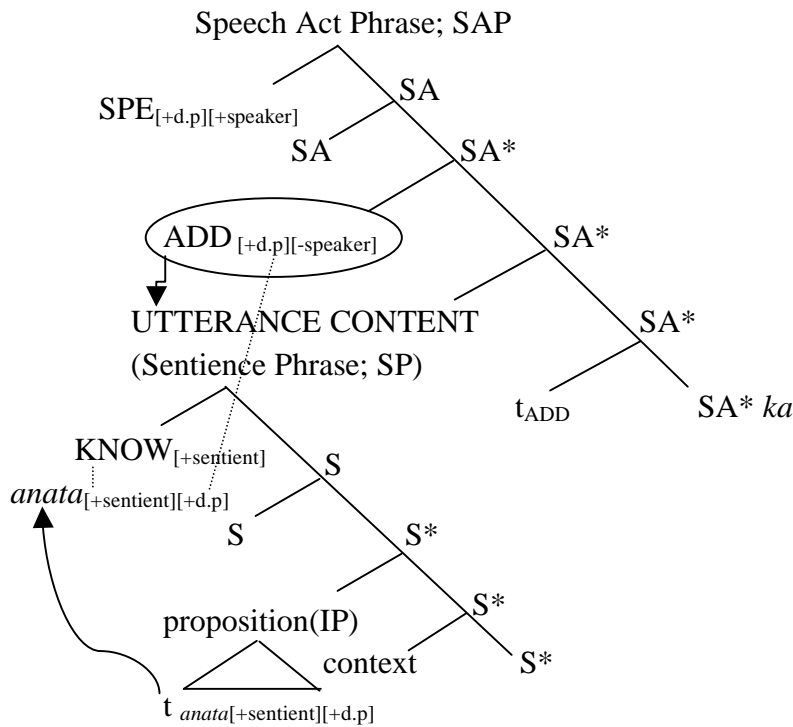 Speech Act Phrase; SAP
SPE[+d.p][+speaker]
SA
SA
SA*
ADD [+d.p][-speaker]
SA*
UTTERANCE CONTENT
(Sentience Phrase; SP)
SA*
tADD
SA* ka
KNOW[+sentient]
S
anata[+sentient][+d.p]
S
S*
proposition(IP)
S*
context
S*
t anata[+sentient][+d.p]